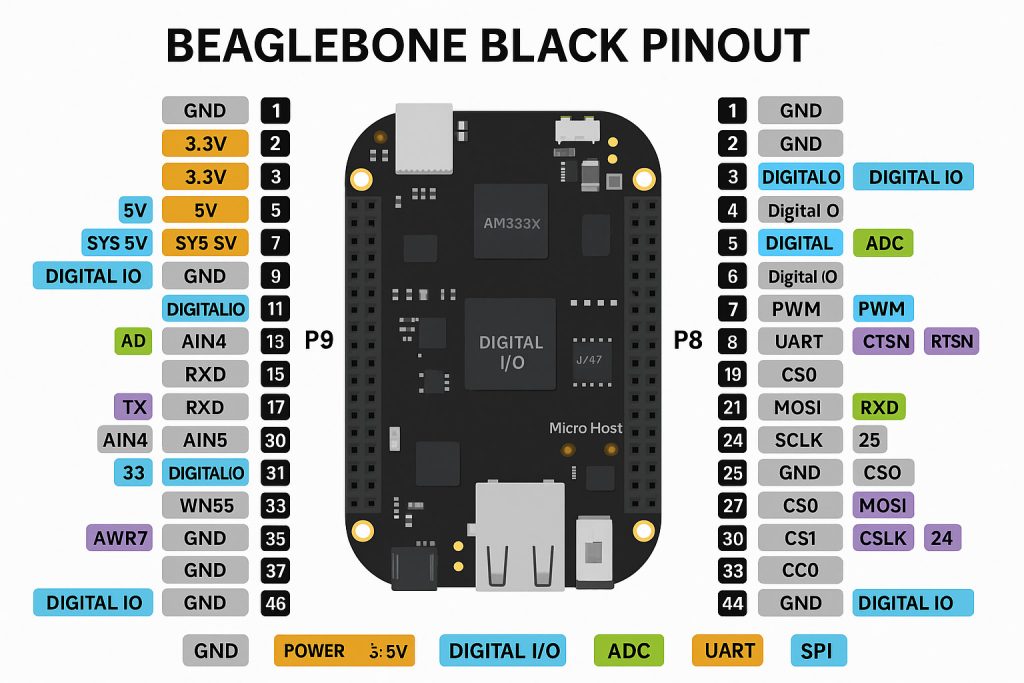 BEAGLEBONE BLACK PINOUT
GND 1
3.3V 2
3.3V 3
5V 5V 5
SYS 5V SY5 SV 7
DIGITAL IO GND 9
DIGITALIO 11
AD AIN4 13
RXD 15
TX RXD 17
AIN4 AIN5 30
33 DIGITALIO 31
WN55 33
AWR7 GND 35
GND 37
DIGITAL IO GND 46
P9
AM333X
DIGITAL
I/O
J/47
Micro Host
P8
1 GND
2 GND
3 DIGITALO DIGITAL IO
4 Digital O
5 DIGITAL ADC
6 Digital (O
7 PWM PWM
8 UART CTSN RTSN
19 CS0
21 MOSI RXD
24 SCLK 25
25 GND CSO
27 CS0 MOSI
30 CS1 CSLK 24
33 CC0
44 GND DIGITAL IO
GND POWER 3:5V DIGITAL I/O ADC UART SPI